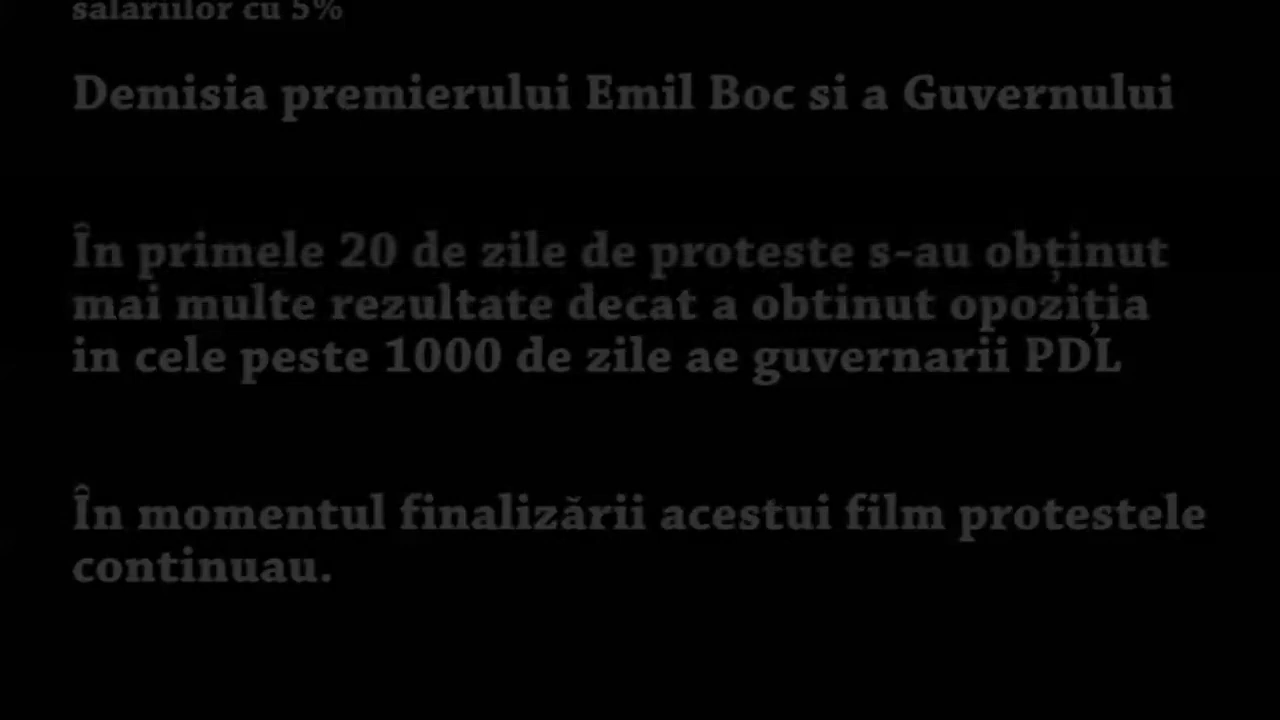 salariilor cu 5%
Demisia premierului Emil Boc si a Guvernului
În primele 20 de zile de proteste s-au obținut
mai multe rezultate decat a obtinut opoziția
in cele peste 1000 de zile ae guvernarii PDL
În momentul finalizării acestui film protestele
continuau.